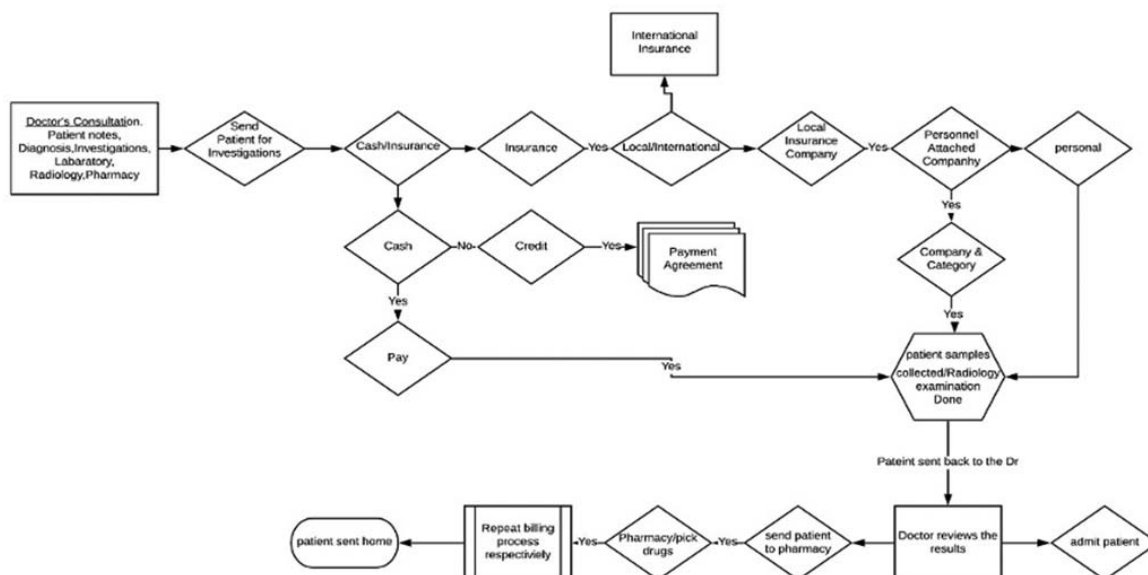 International
Insurance
Doctor's Consultation.
Patient notes,
Diagnosis,Investigations,
Labaratory,
Radiology,Pharmacy
Send
Patient for
Investigations
Cash/Insurance
Insurance
Yes
Local/International
Local
Insurance
Company
Yes
Personnel
Attached
Companhy
personal
Yes
Cash
No
Credit
Yes
Payment
Agreement
Company &
Category
Yes
Yes
Pay
Yes
patient samples
collected/Radiology
examination
Done
Pateint sent back to the Dr
patient sent home
Repeat billing
process
respectiviely
Yes
Pharmacy/pick
drugs
Yes
send patient
to pharmacy
Doctor reviews the
results
admit patient